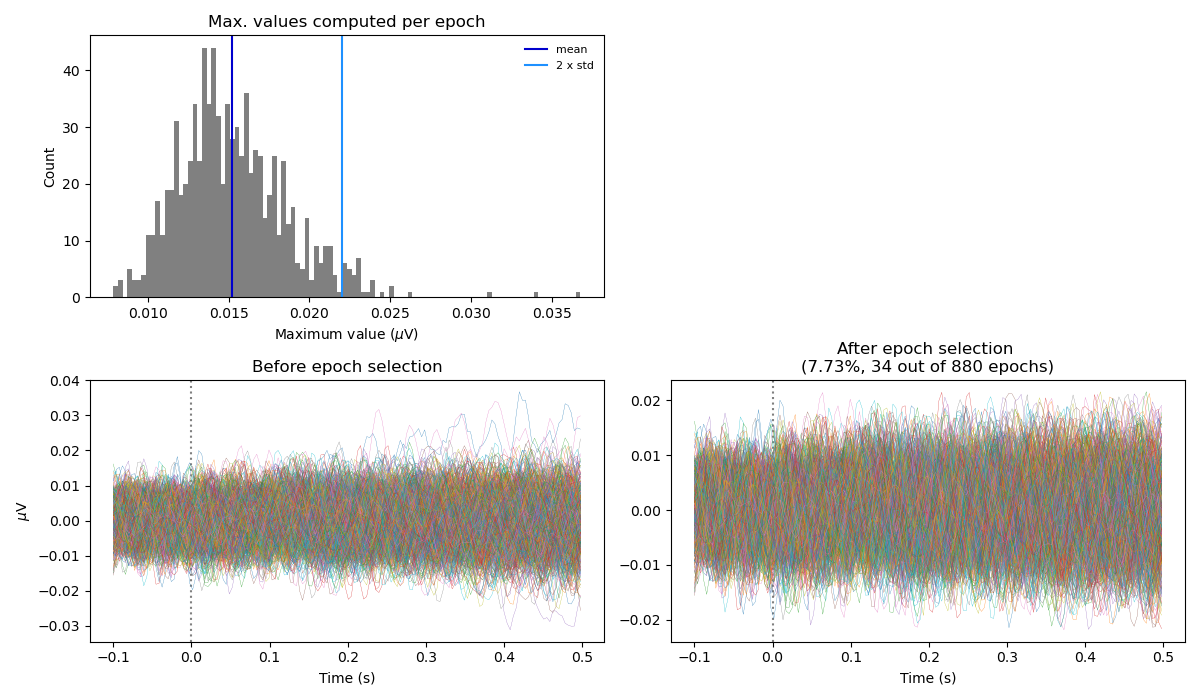 Max. values computed per epoch
mean
2 x std
Count
40
30
20
10
0
0.010 0.015 0.020 0.025 0.030 0.035
Maximum value (μV)
Before epoch selection
μV
0.04
0.03
0.02
0.01
0.00
−0.01
−0.02
−0.03
−0.1 0.0 0.1 0.2 0.3 0.4 0.5
Time (s)
After epoch selection
(7.73%, 34 out of 880 epochs)
0.02
0.01
0.00
−0.01
−0.02
−0.1 0.0 0.1 0.2 0.3 0.4 0.5
Time (s)